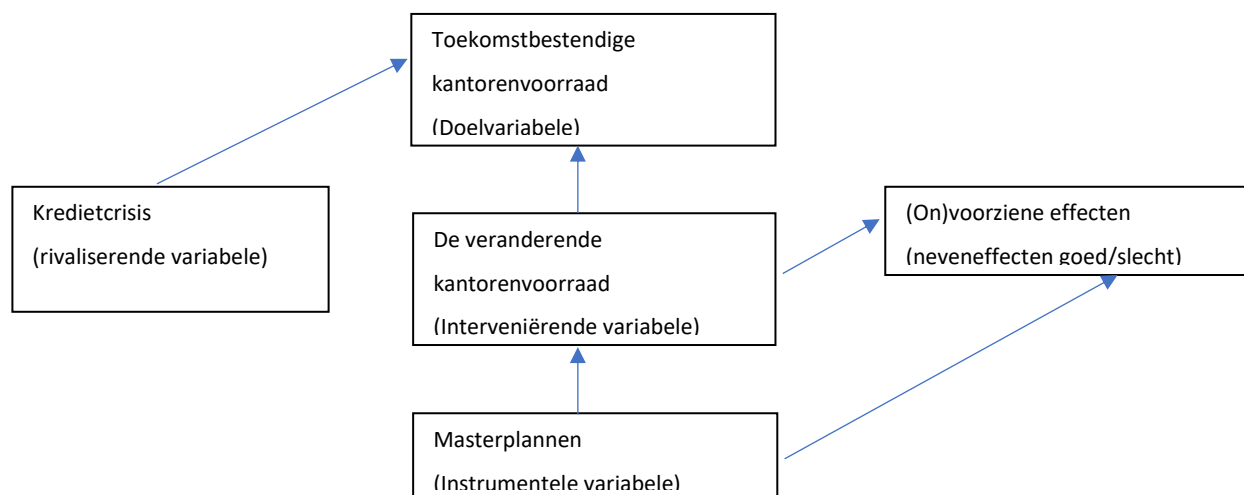 Toekomstbestendige
kantorenvoorraad
(Doelvariabele)
Kredietcrisis
(rivaliserende variabele)
De veranderende
kantorenvoorraad
(Interveniërende variabele)
(On)voorziene effecten
(neveneffecten goed/slecht)
Masterplannen
(Instrumentele variabele)